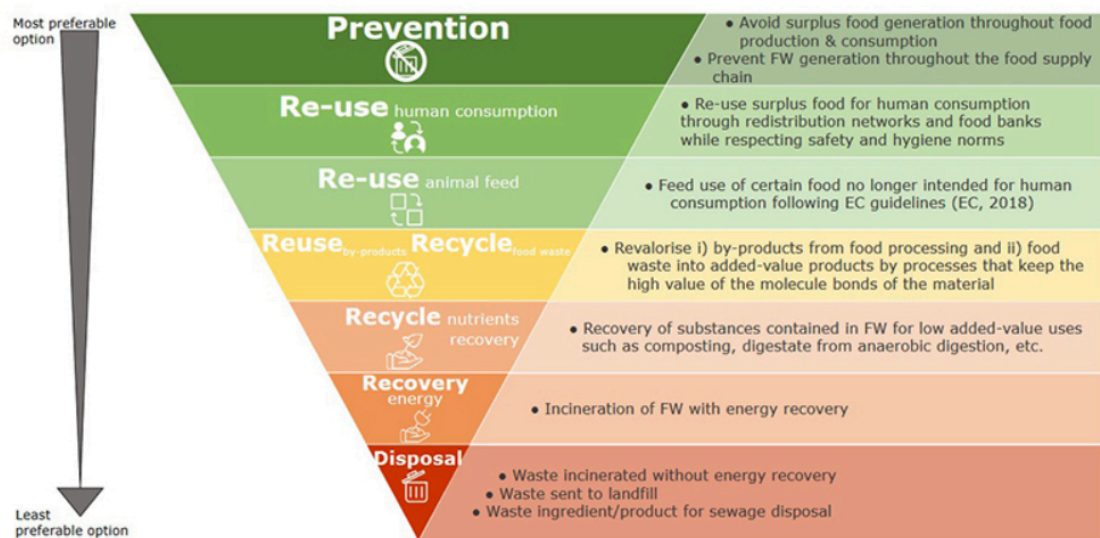 Most preferable
option
Prevention
● Avoid surplus food generation throughout food
production & consumption
● Prevent FW generation throughout the food supply
chain
Re-use human consumption
● Re-use surplus food for human consumption
through redistribution networks and food banks
while respecting safety and hygiene norms
Re-use animal feed
● Feed use of certain food no longer intended for human
consumption following EC guidelines (EC, 2018)
Reuse by-products Recycle food waste
● Revalorise i) by-products from food processing and ii) food
waste into added-value products by processes that keep the
high value of the molecule bonds of the material
Recycle nutrients
recovery
● Recovery of substances contained in FW for low added-value uses
such as composting, digestate from anaerobic digestion, etc.
Recovery
energy
● Incineration of FW with energy recovery
Disposal
● Waste incinerated without energy recovery
● Waste sent to landfill
● Waste ingredient/product for sewage disposal
Least
preferable option